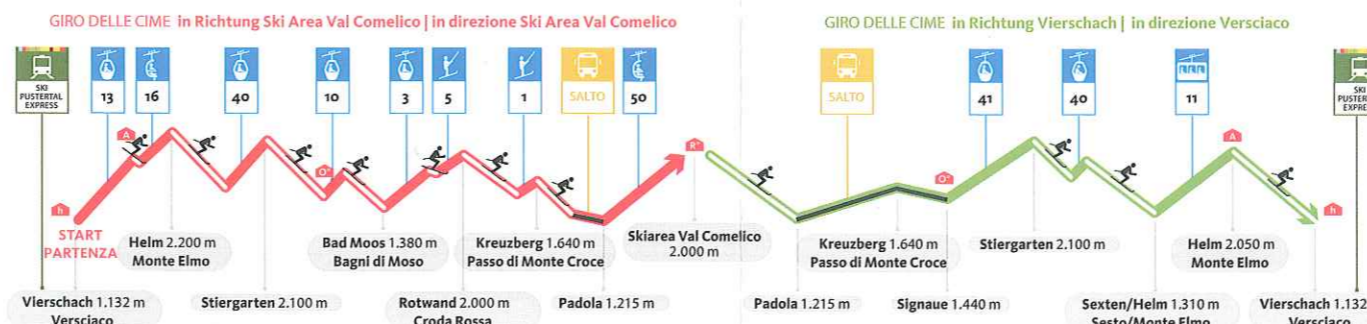 GIRO DELLE CIME in Richtung Ski Area Val Comelico | in direzione Ski Area Val Comelico
SKI
PUSTERTAL
EXPRESS
13
16
40
10
3
5
1
SALTO
50
h
A
O+
R+
START
PARTENZA
Helm 2.200 m
Monte Elmo
Bad Moos 1.380 m
Bagni di Moso
Kreuzberg 1.640 m
Passo di Monte Croce
Skiarea Val Comelico
2.000 m
Vierschach 1.132 m
Versciaco
Stiergarten 2.100 m
Rotwand 2.000 m
Croda Rossa
Padola 1.215 m
GIRO DELLE CIME in Richtung Vierschach | in direzione Versciaco
SALTO
41
40
11
SKI
PUSTERTAL
EXPRE
O+
A
h
Kreuzberg 1.640 m
Passo di Monte Croce
Stiergarten 2.100 m
Helm 2.050 m
Monte Elmo
Padola 1.215 m
Signaue 1.440 m
Sexten/Helm 1.310 m
Sesto/Monte Elmo
Vierschach 1.132
Versciaco